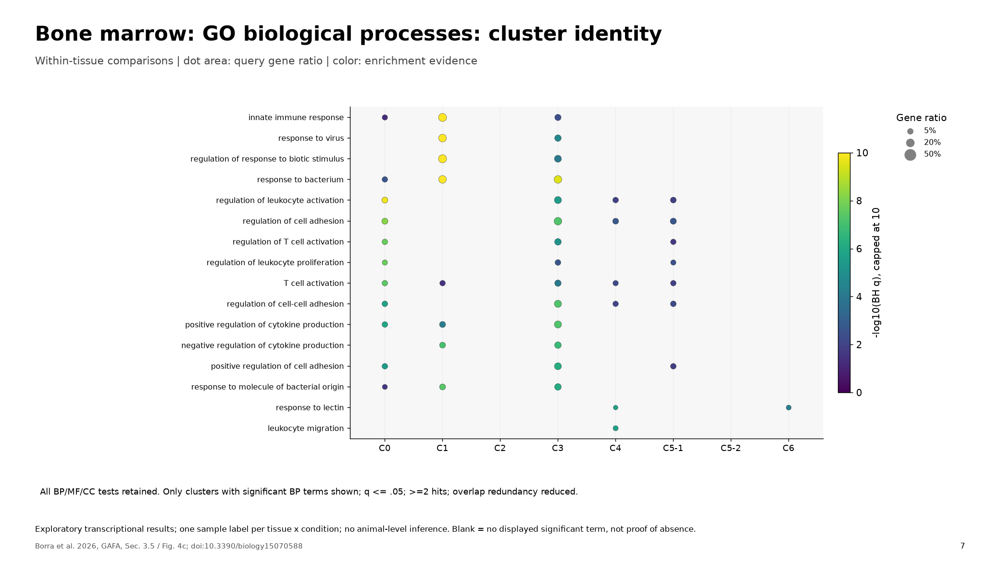 Bone marrow: GO biological processes: cluster identity
Within-tissue comparisons | dot area: query gene ratio | color: enrichment evidence
innate immune response
response to virus
regulation of response to biotic stimulus
response to bacterium
regulation of leukocyte activation
regulation of cell adhesion
regulation of T cell activation
regulation of leukocyte proliferation
T cell activation
regulation of cell-cell adhesion
positive regulation of cytokine production
negative regulation of cytokine production
positive regulation of cell adhesion
response to molecule of bacterial origin
response to lectin
leukocyte migration
C0 C1 C2 C3 C4 C5-1 C5-2 C6
10
8
6
4
2
0
-log10(BH q), capped at 10
Gene ratio
5%
20%
50%
All BP/MF/CC tests retained. Only clusters with significant BP terms shown; q <= .05; >=2 hits; overlap redundancy reduced.
Exploratory transcriptional results; one sample label per tissue x condition; no animal-level inference. Blank = no displayed significant term, not proof of absence.
Borra et al. 2026, GAFA, Sec. 3.5 / Fig. 4c; doi:10.3390/biology15070588
7